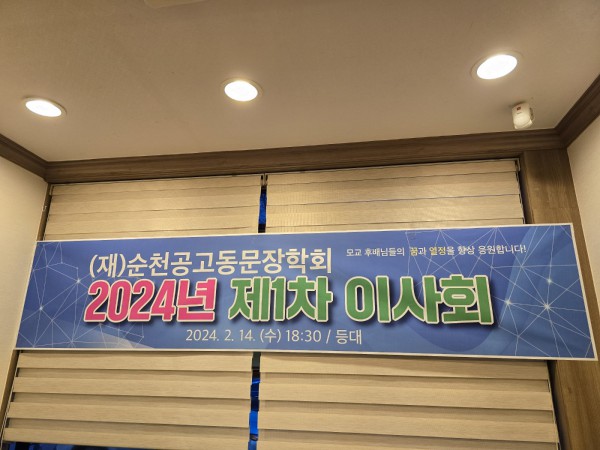 모교 후배님들의 꿈과 열정을 항상 응원합니다!
(재)순천공고동문장학회
2024년 제1차 이사회
2024. 2. 14. (수) 18:30 / 등대